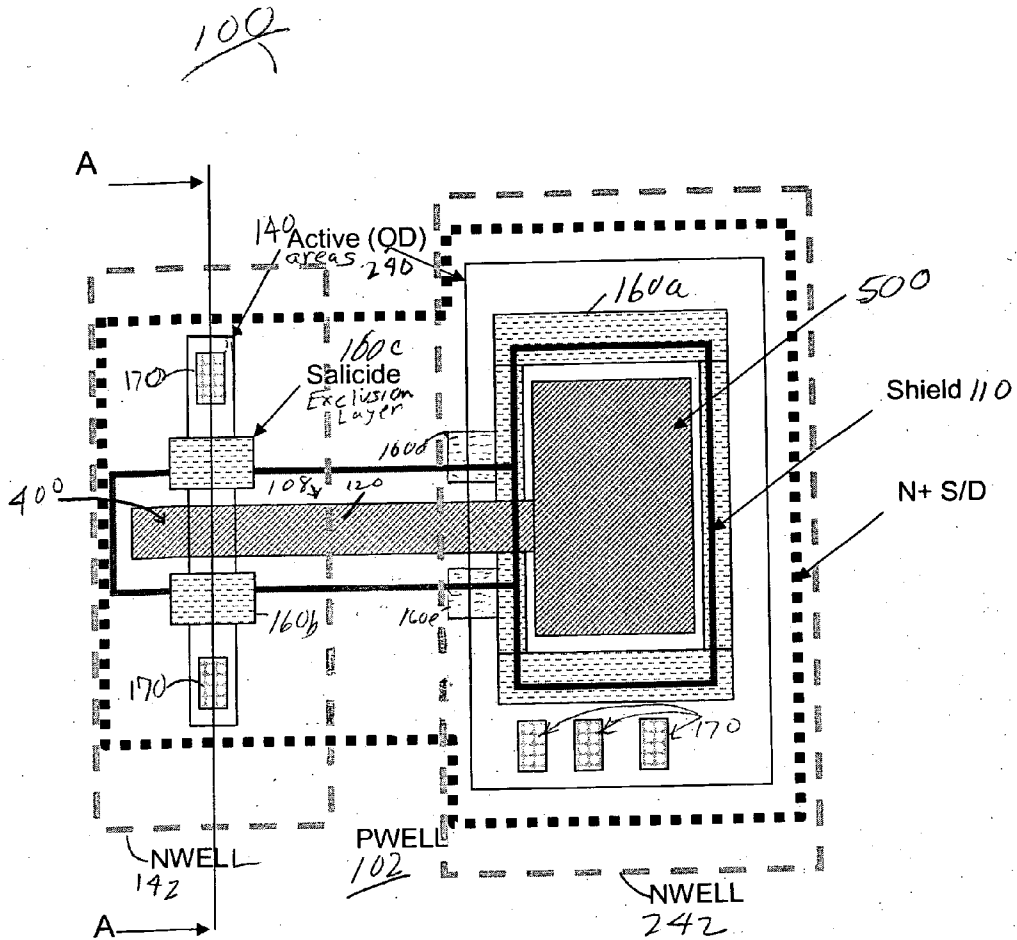 100
A
140 Active (OD)
areas 240
160a
500
170
160c
Salicide
Exclusion
Layer
Shield 110
160d
400
108
120
N+ S/D
160b
160e
170
170
PWELL
102
NWELL
142
NWELL
242
A